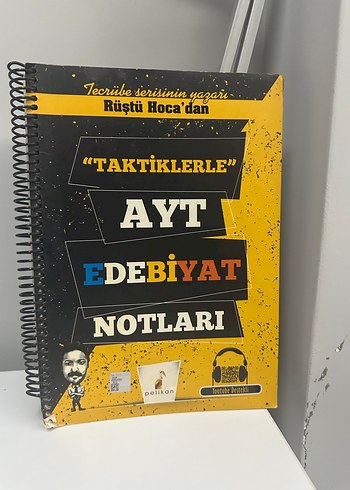 Tecrübe serisinin yazarı
Rüştü Hoca'dan
"TAKTİKLERLE"
AYT
EDEBİYAT
NOTLARI
pelikan
Youtube Destekli